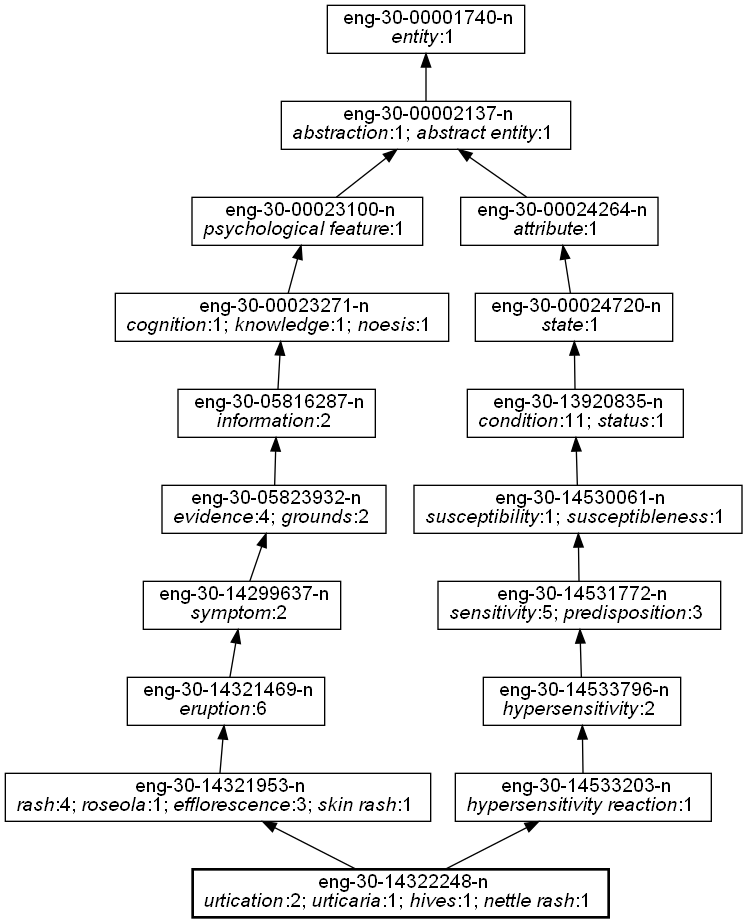 eng-30-00001740-n
entity:1
eng-30-00002137-n
abstraction:1; abstract entity:1
eng-30-00023100-n
psychological feature:1
eng-30-00024264-n
attribute:1
eng-30-00023271-n
cognition:1; knowledge:1; noesis:1
eng-30-00024720-n
state:1
eng-30-05816287-n
information:2
eng-30-13920835-n
condition:11; status:1
eng-30-05823932-n
evidence:4; grounds:2
eng-30-14530061-n
susceptibility:1; susceptibleness:1
eng-30-14299637-n
symptom:2
eng-30-14531772-n
sensitivity:5; predisposition:3
eng-30-14321469-n
eruption:6
eng-30-14533796-n
hypersensitivity:2
eng-30-14321953-n
rash:4; roseola:1; efflorescence:3; skin rash:1
eng-30-14533203-n
hypersensitivity reaction:1
eng-30-14322248-n
urtication:2; urticaria:1; hives:1; nettle rash:1